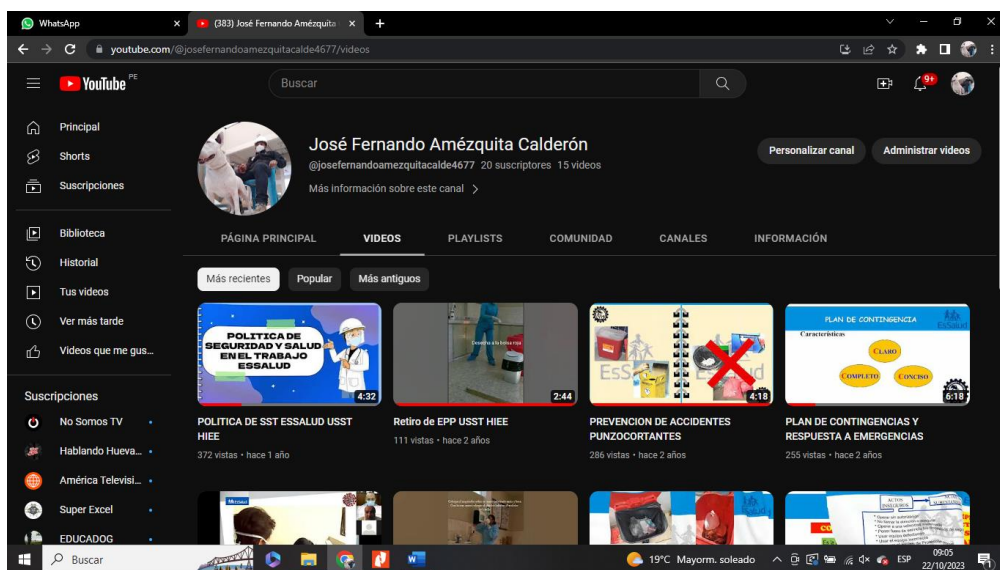 WhatsApp
(383) José Fernando Amézquita
youtube.com/@josefernandoamezquitacalde4677/videos
YouTube PE
Buscar
9+
Principal
Shorts
Suscripciones
Biblioteca
Historial
Tus videos
Ver más tarde
Videos que me gus...
Suscripciones
No Somos TV
Hablando Hueva...
América Televisi...
Super Excel
EDUCADOG
José Fernando Amézquita Calderón
@josefernandoamezquitacalde4677 20 suscriptores 15 videos
Más información sobre este canal
Personalizar canal
Administrar videos
PÁGINA PRINCIPAL VIDEOS PLAYLISTS COMUNIDAD CANALES INFORMACIÓN
Más recientes Popular Más antiguos
POLITICA DE
SEGURIDAD Y SALUD
EN EL TRABAJO
ESSALUD
4:32
POLITICA DE SST ESSALUD USST
HIEE
372 vistas • hace 1 año
Desecha a la bolsa roja
2:44
Retiro de EPP USST HIEE
111 vistas • hace 2 años
4:18
PREVENCION DE ACCIDENTES
PUNZOCORTANTES
286 vistas • hace 2 años
PLAN DE CONTINGENCIA
EsSalud
Características
CLARO
COMPLETO
CONCISO
6:18
PLAN DE CONTINGENCIAS Y
RESPUESTA A EMERGENCIAS
255 vistas • hace 2 años
ACTOS
Buscar
19°C Mayorm. soleado
ESP
09:05
22/10/2023